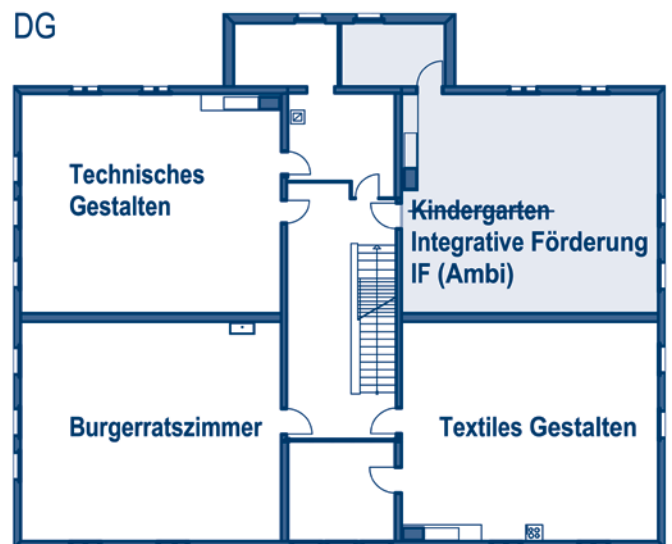 DG
Technisches
Gestalten
Kindergarten
Integrative Förderung
IF (Ambi)
Burgerratszimmer
Textiles Gestalten